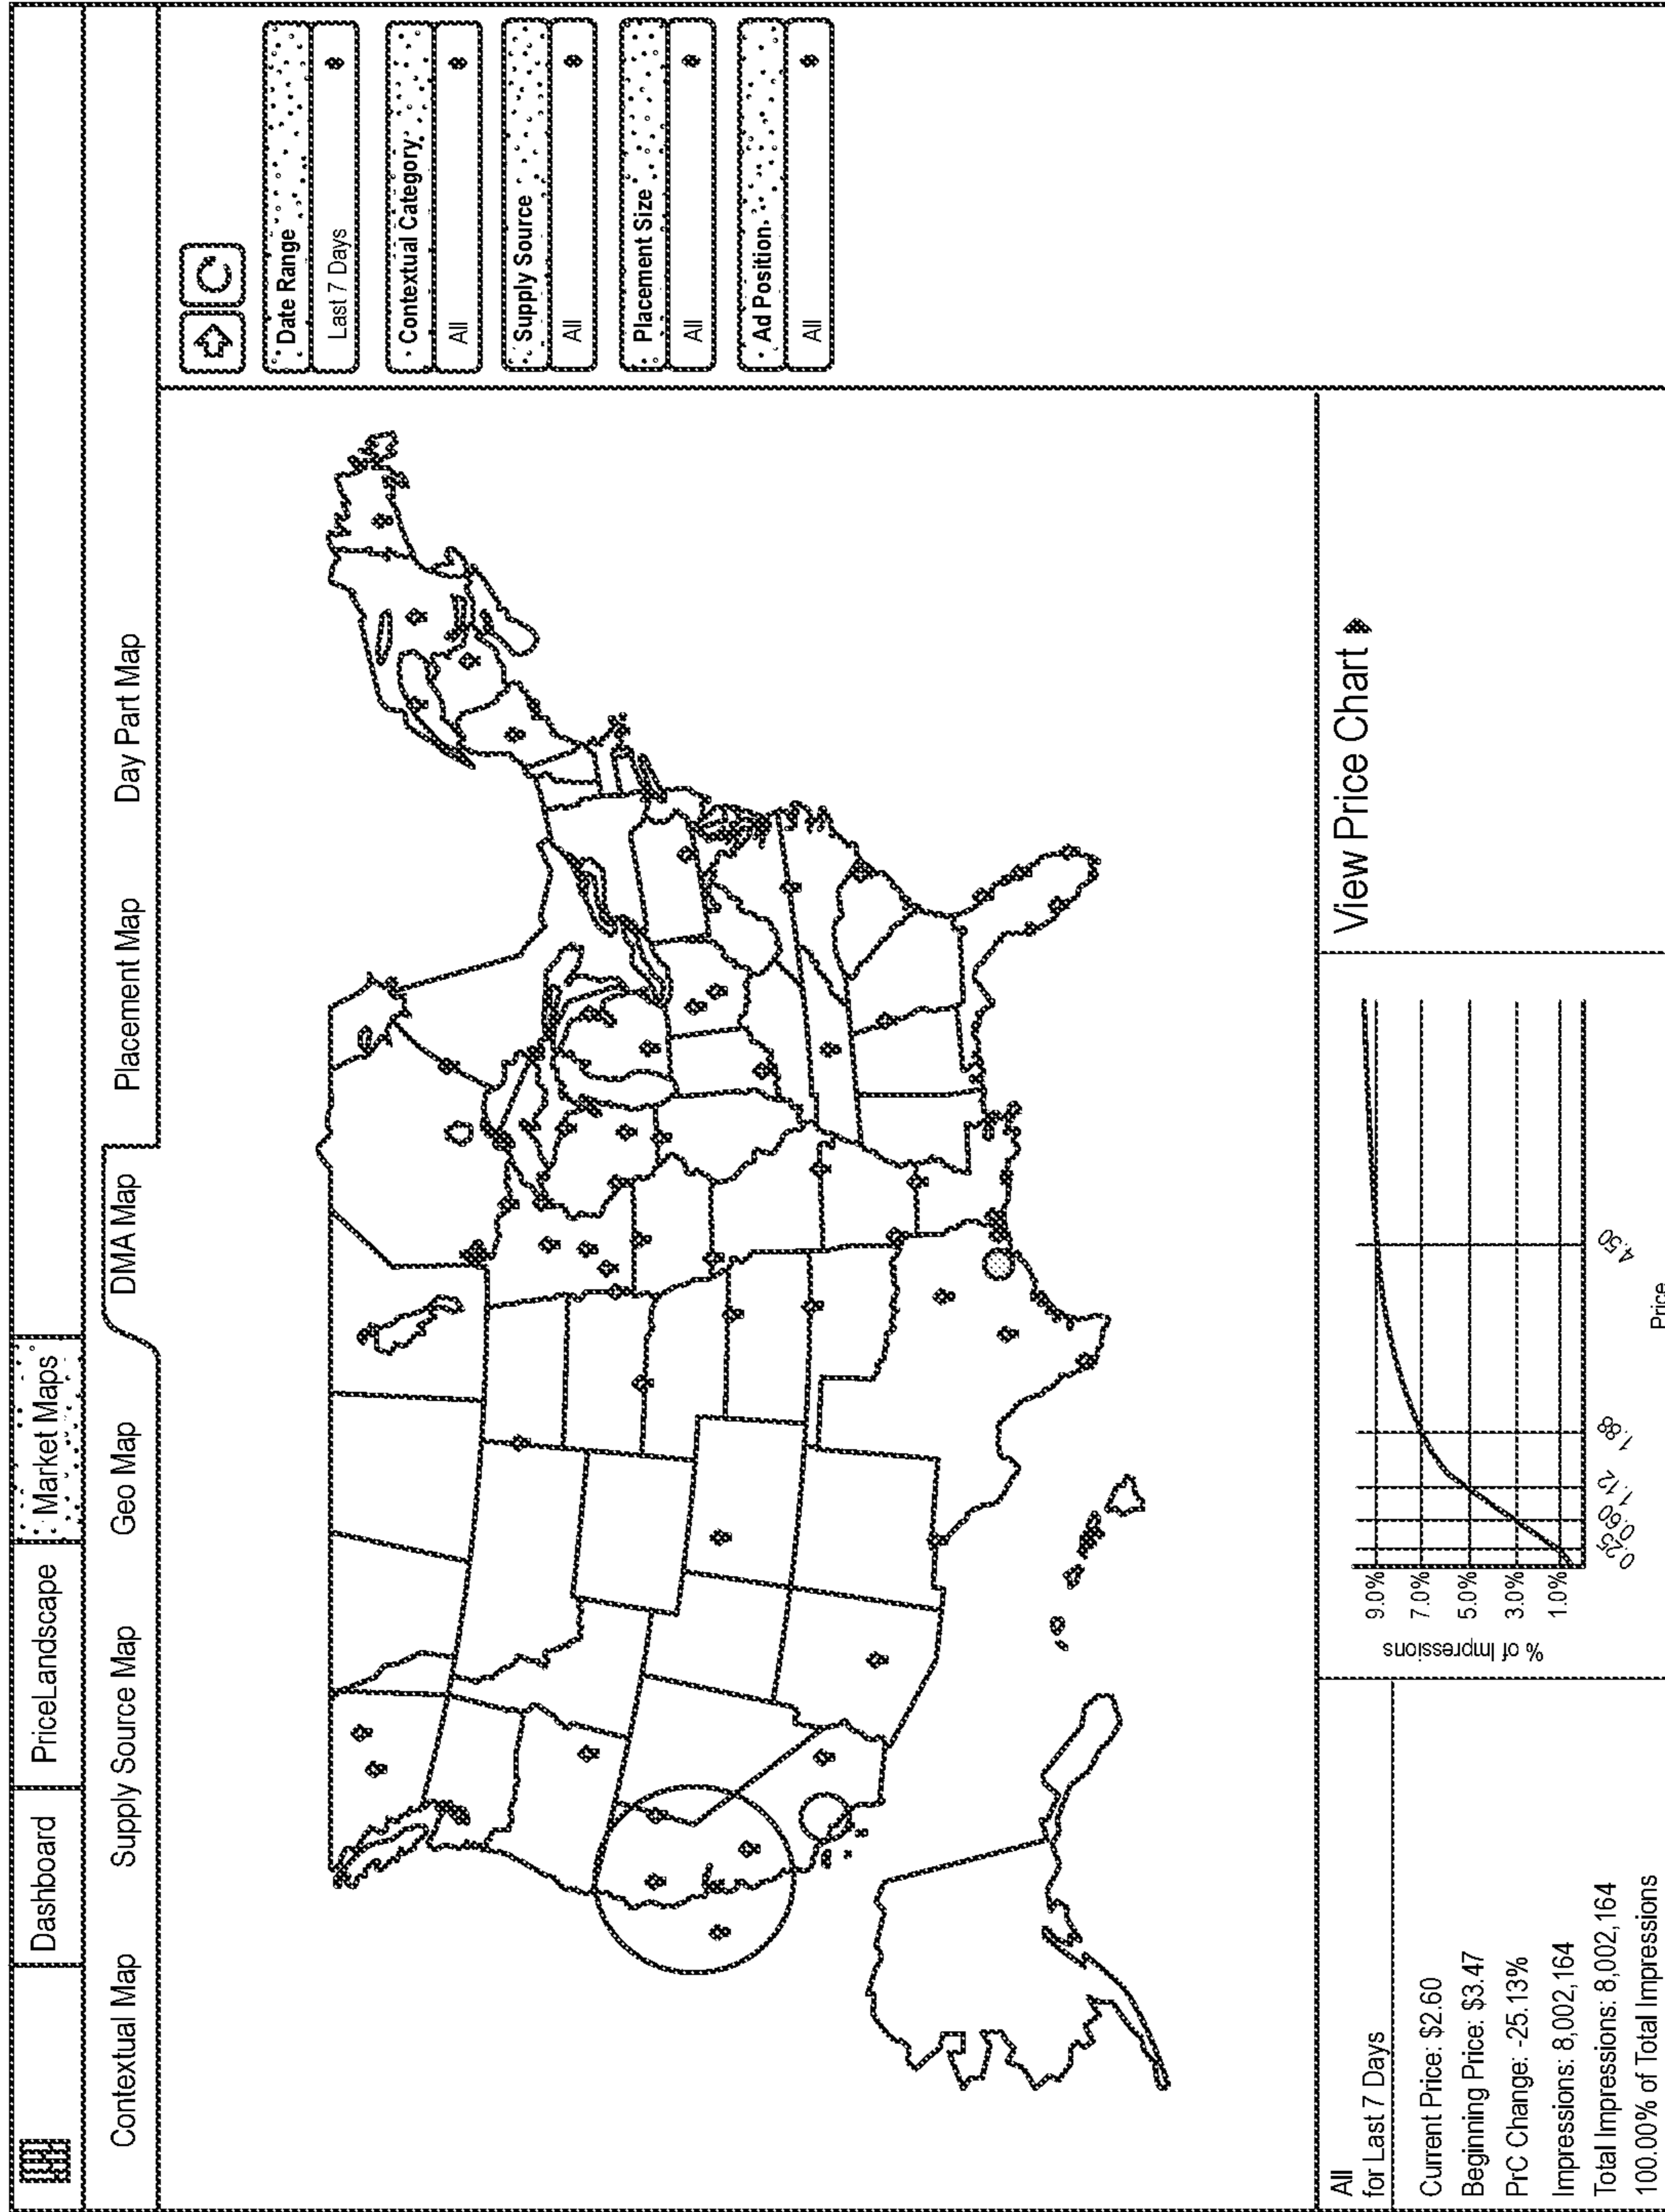 Dashboard
PriceLandscape
Market Maps
Contextual Map
Supply Source Map
Geo Map
DMA Map
Placement Map
Day Part Map
Date Range
Last 7 Days
Contextual Category
All
Supply Source
All
Placement Size
All
Ad Position
All
All
for Last 7 Days
Current Price: $2.60
Beginning Price: $3.47
PrC Change: -25.13%
Impressions: 8,002,164
Total Impressions: 8,002,164
100.00% of Total Impressions
% of Impressions
9.0%
7.0%
5.0%
3.0%
1.0%
0.25
0.60
1.12
1.88
4.50
Price
View Price Chart